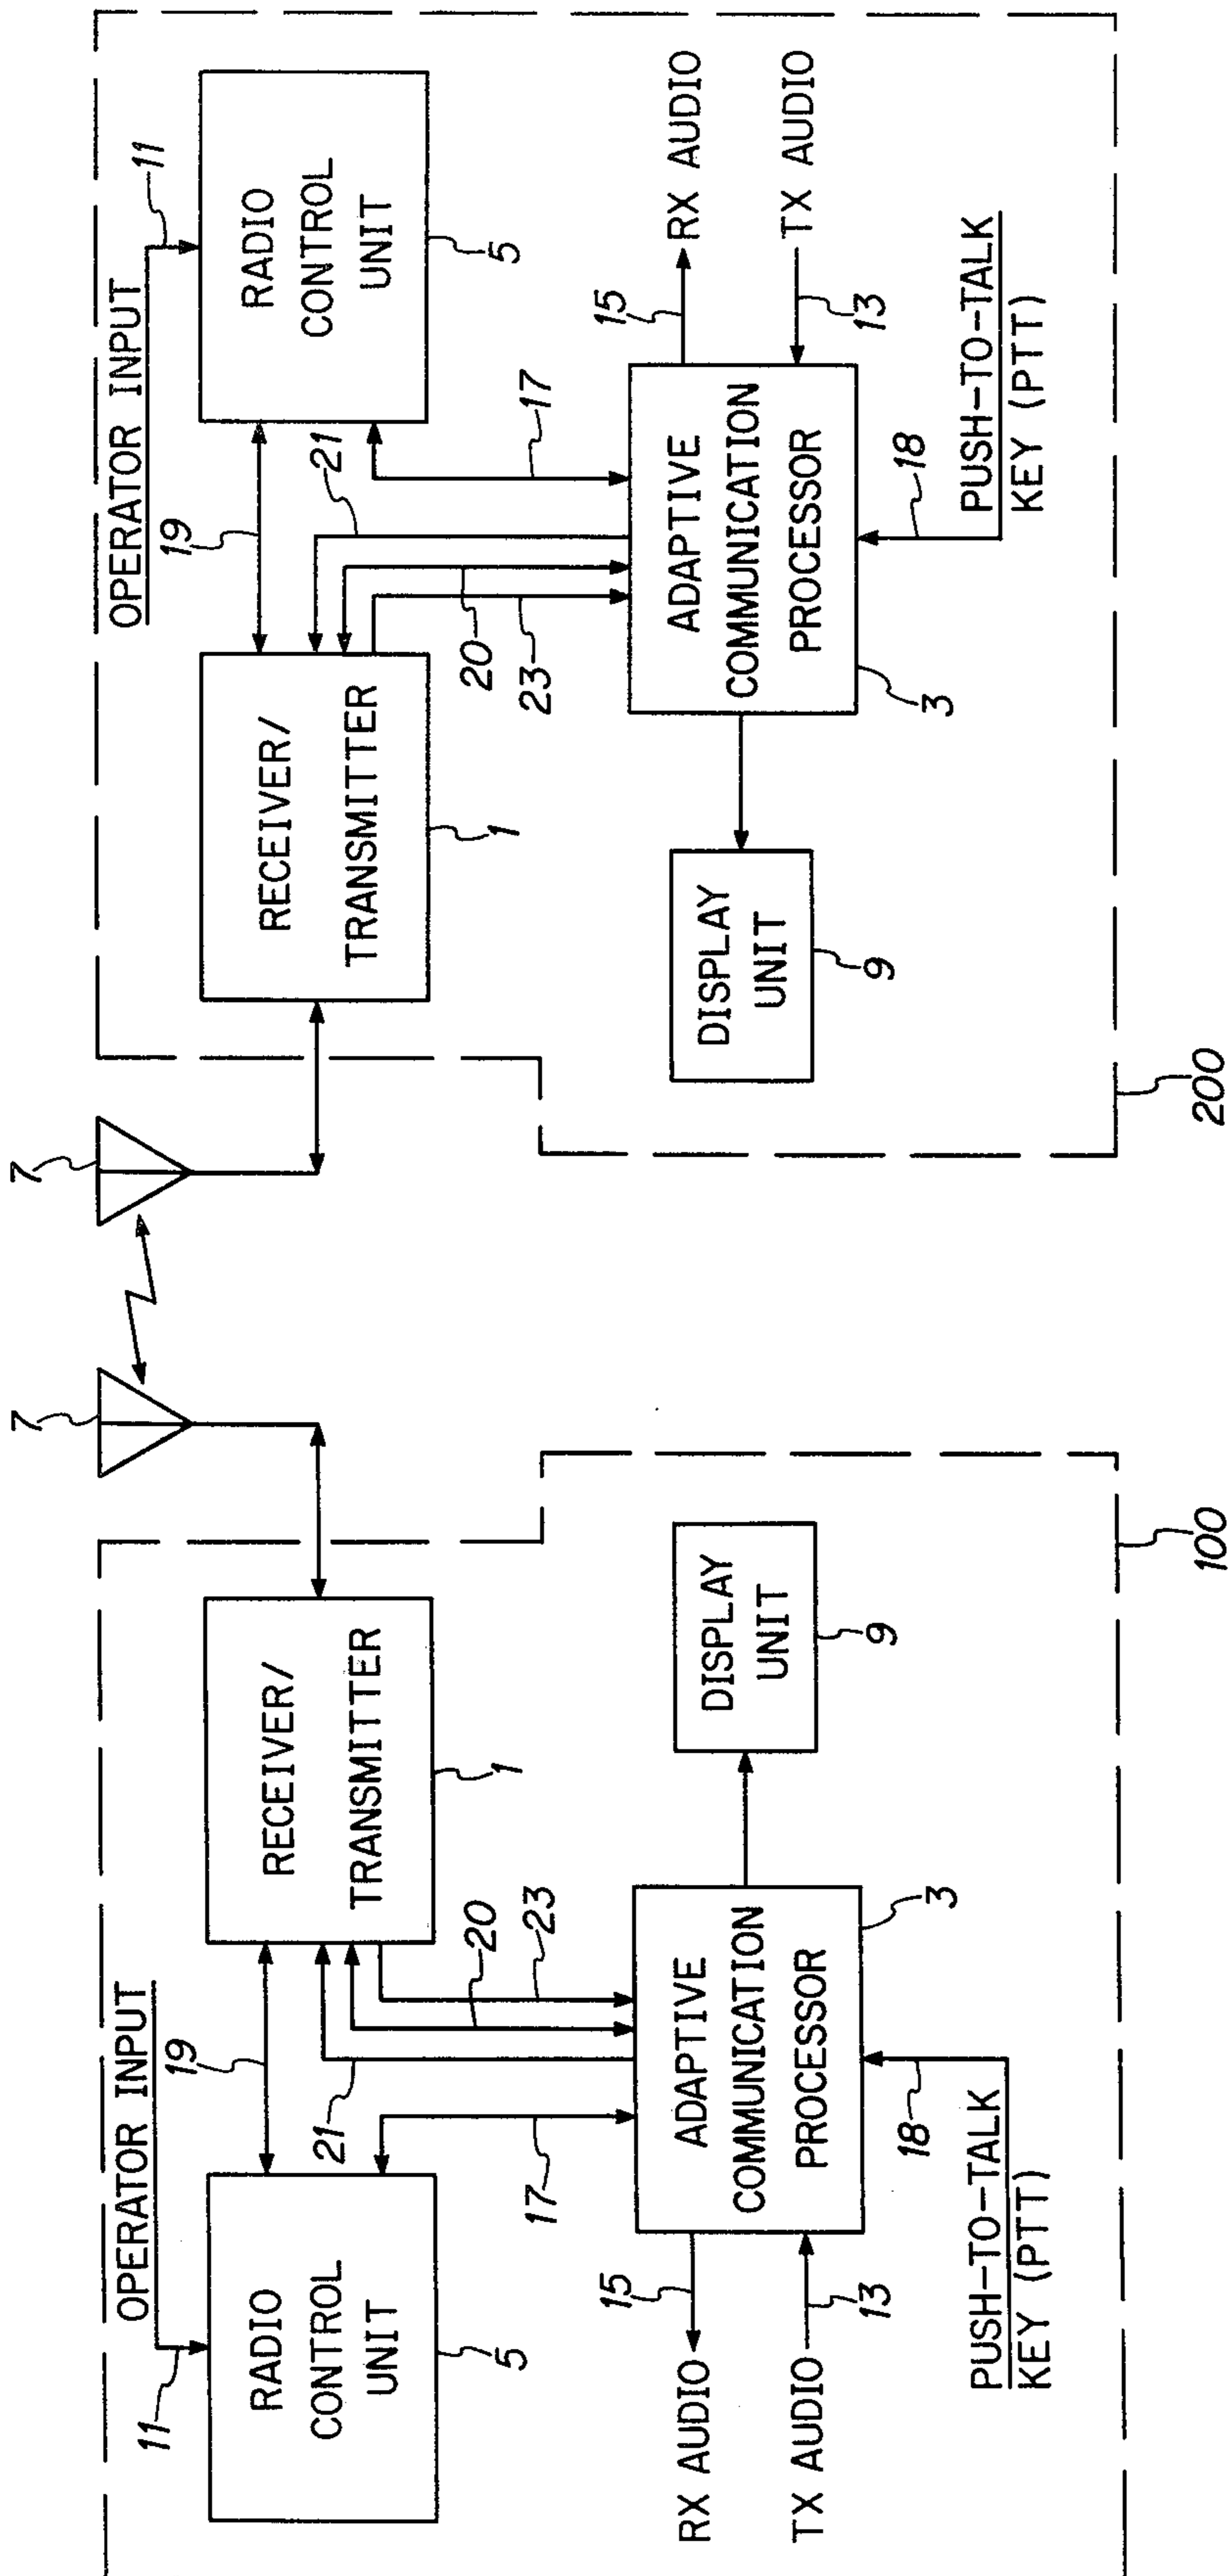 OPERATOR INPUT
11
19
RADIO
CONTROL
UNIT
5
RECEIVER/
TRANSMITTER
1
7
21
20
23
17
15
RX AUDIO
TX AUDIO
13
ADAPTIVE
COMMUNICATION
PROCESSOR
3
DISPLAY
UNIT
9
18
PUSH-TO-TALK
KEY (PTT)
100
7
OPERATOR INPUT
11
19
RECEIVER/
TRANSMITTER
1
RADIO
CONTROL
UNIT
5
21
20
23
17
DISPLAY
UNIT
9
ADAPTIVE
COMMUNICATION
PROCESSOR
3
15
RX AUDIO
TX AUDIO
13
18
PUSH-TO-TALK
KEY (PTT)
200